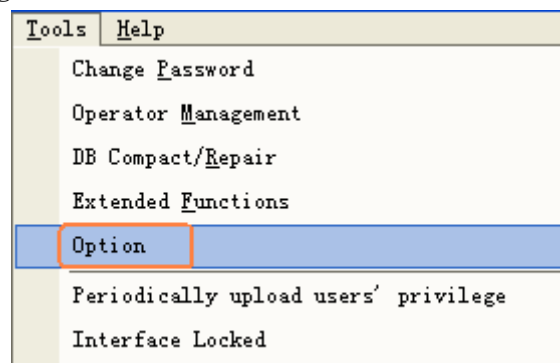 Tools Help
Change Password
Operator Management
DB Compact/Repair
Extended Functions
Option
Periodically upload users' privilege
Interface Locked